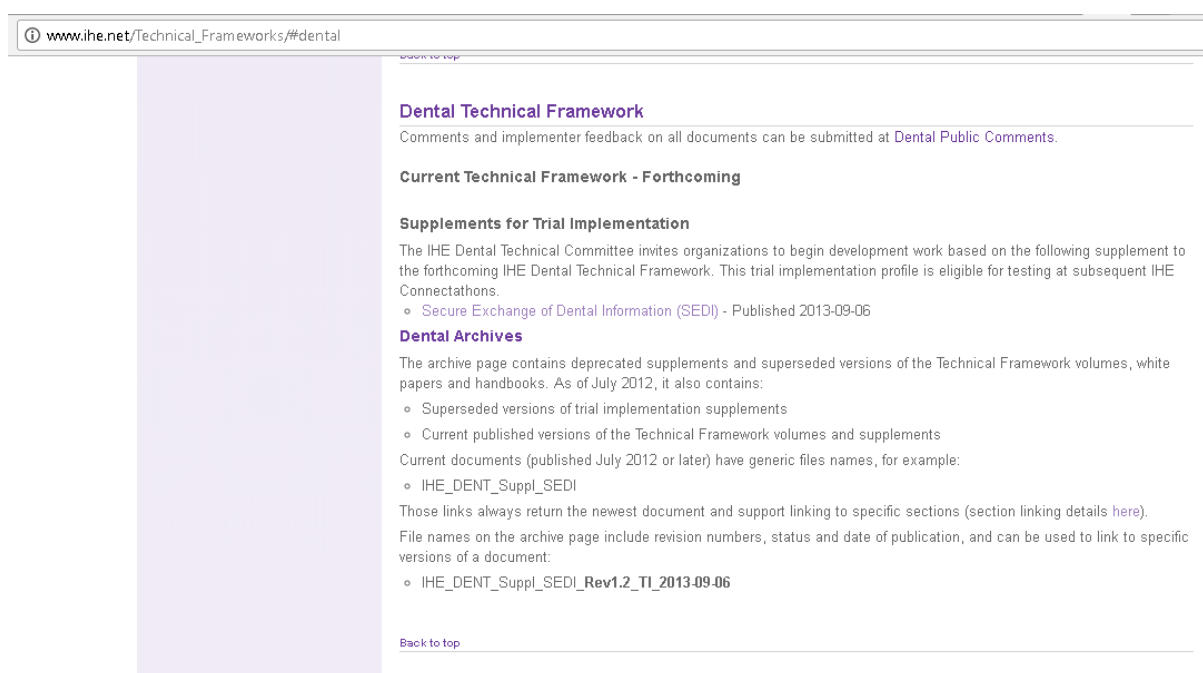 www.ihe.net/Technical_Frameworks/#dental
Back to top
Dental Technical Framework
Comments and implementer feedback on all documents can be submitted at Dental Public Comments.
Current Technical Framework - Forthcoming
Supplements for Trial Implementation
The IHE Dental Technical Committee invites organizations to begin development work based on the following supplement to
the forthcoming IHE Dental Technical Framework. This trial implementation profile is eligible for testing at subsequent IHE
Connectathons.
Secure Exchange of Dental Information (SEDI) - Published 2013-09-06
Dental Archives
The archive page contains deprecated supplements and superseded versions of the Technical Framework volumes, white
papers and handbooks. As of July 2012, it also contains:
Superseded versions of trial implementation supplements
Current published versions of the Technical Framework volumes and supplements
Current documents (published July 2012 or later) have generic files names, for example:
IHE_DENT_Suppl_SEDI
Those links always return the newest document and support linking to specific sections (section linking details here).
File names on the archive page include revision numbers, status and date of publication, and can be used to link to specific
versions of a document:
IHE_DENT_Suppl_SEDI_Rev1.2_TI_2013-09-06
Back to top